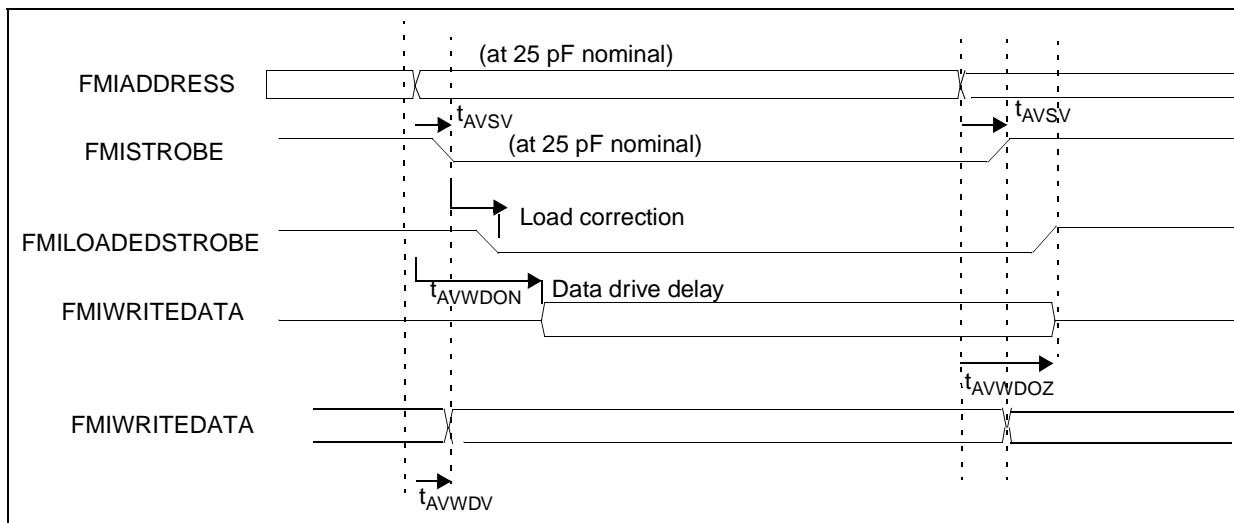 (at 25 pF nominal)
FMIADDRESS
tAVSV tAVSV
FMISTROBE (at 25 pF nominal)
Load correction
FMILOADEDSTROBE
tAVWDON Data drive delay
FMIWRITEDATA
tAVWDOZ
FMIWRITEDATA
tAVWDV